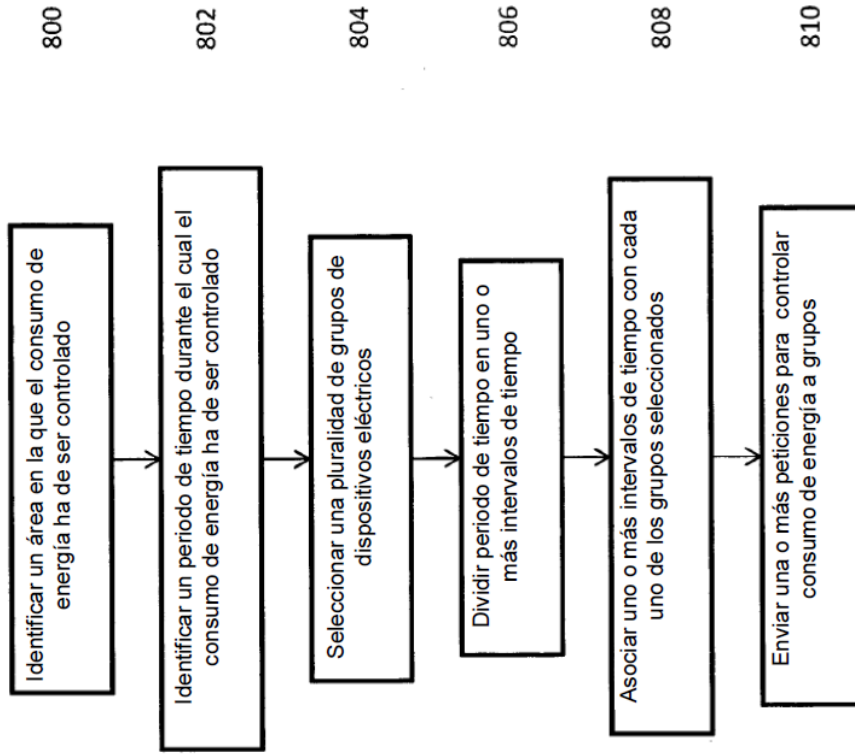 800
Identificar un área en la que el consumo de
energía ha de ser controlado
802
Identificar un periodo de tiempo durante el cual el
consumo de energía ha de ser controlado
804
Seleccionar una pluralidad de grupos de
dispositivos eléctricos
806
Dividir periodo de tiempo en uno o
más intervalos de tiempo
808
Asociar uno o más intervalos de tiempo con cada
uno de los grupos seleccionados
810
Enviar una o más peticiones para controlar
consumo de energía a grupos